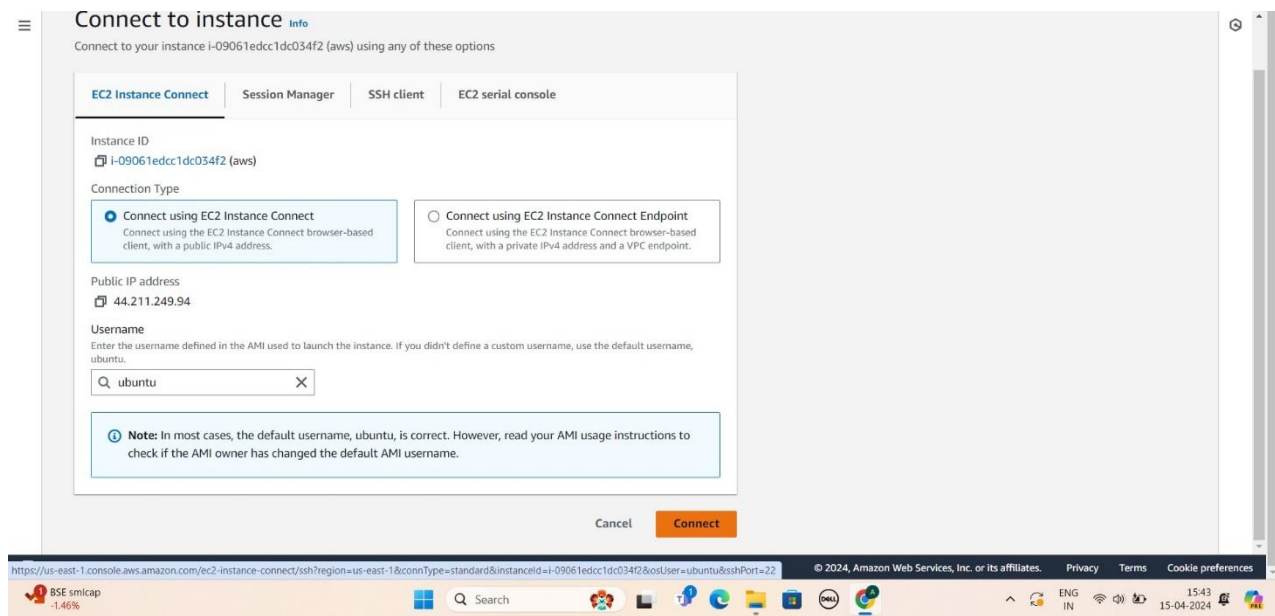 Connect to instance Info
Connect to your instance i-09061edcc1dc034f2 (aws) using any of these options
EC2 Instance Connect Session Manager SSH client EC2 serial console
Instance ID
i-09061edcc1dc034f2 (aws)
Connection Type
Connect using EC2 Instance Connect
Connect using the EC2 Instance Connect browser-based
client, with a public IPv4 address.
Connect using EC2 Instance Connect Endpoint
Connect using the EC2 Instance Connect browser-based
client, with a private IPv4 address and a VPC endpoint.
Public IP address
44.211.249.94
Username
Enter the username defined in the AMI used to launch the instance. If you didn't define a custom username, use the default username,
ubuntu.
ubuntu
Note: In most cases, the default username, ubuntu, is correct. However, read your AMI usage instructions to
check if the AMI owner has changed the default AMI username.
Cancel Connect
https://us-east-1.console.aws.amazon.com/ec2-instance-connect/ssh?region=us-east-1&connType=standard&instanceId=i-09061edcc1dc034f2&osUser=ubuntu&sshPort=22
© 2024, Amazon Web Services, Inc. or its affiliates. Privacy Terms Cookie preferences
BSE smlcap
-1.46%
Search
DELL
ENG
IN
15:43
15-04-2024
PRE